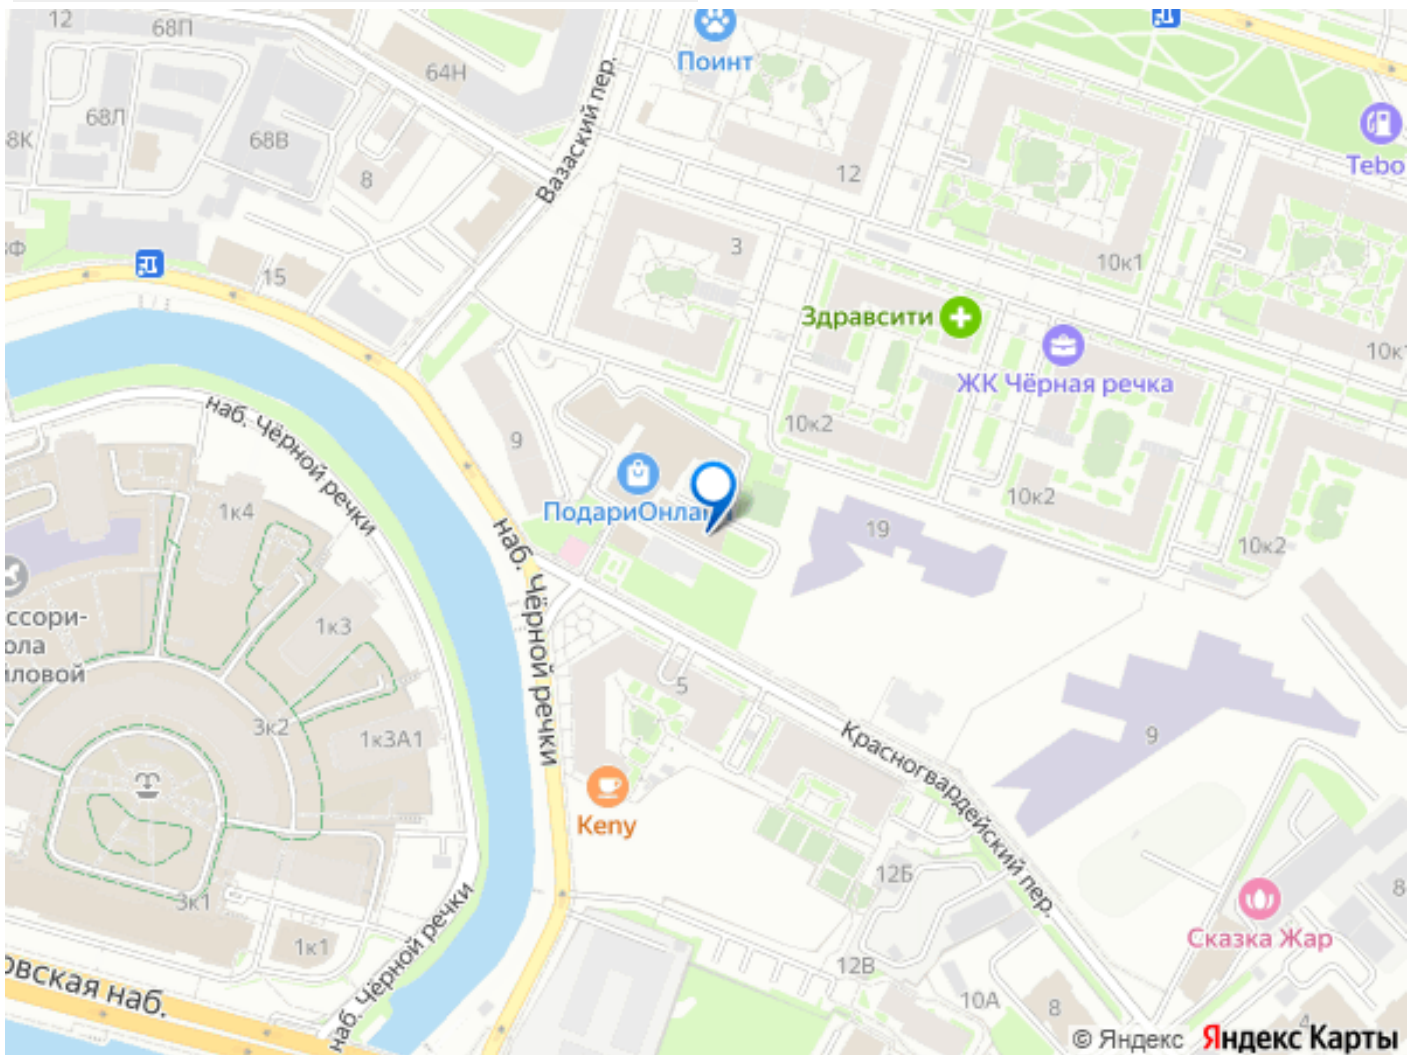 12
68П
Поинт
64Н
68Л
68В
8К
Вазаский пер.
8
12
Tebo
3
10к1
15
Здравсити
ЖК Чёрная речка
10к
наб. Чёрной речки
9
10к2
ПодариОнла
1к4
19
10к2
10к2
наб. Чёрной речки
ссори-
ола
иловой
1к3
5
3к2
1к3А1
Красногвардейский пер.
9
Keny
12Б
3к1
1к1
наб. Чёрной речки
Сказка Жар
8
12В
10А
8
4
овская наб.
© Яндекс Яндекс Карты